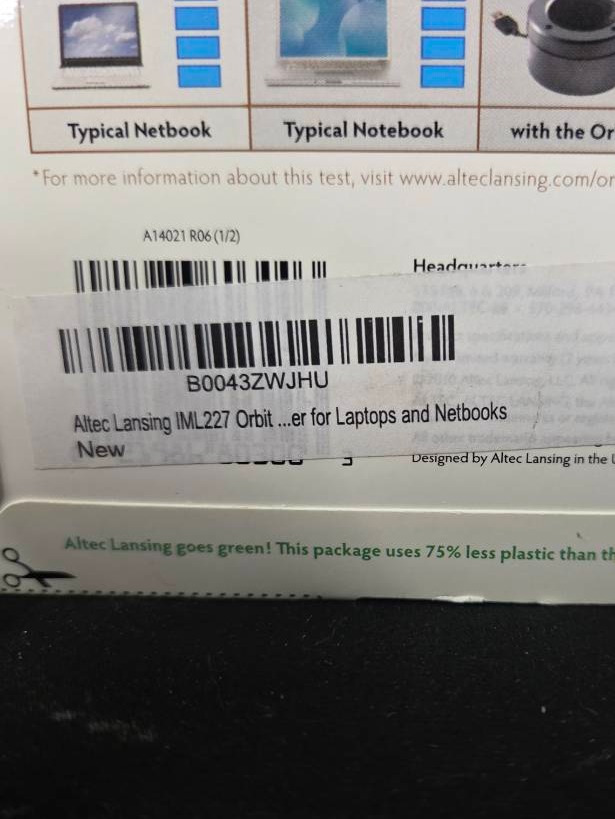 Typical Netbook
Typical Notebook
with the Or
*For more information about this test, visit www.alteclansing.com/or
A14021 R06 (1/2)
Headquarters
B0043ZWJHU
Altec Lansing IML227 Orbit ...er for Laptops and Netbooks
New
Designed by Altec Lansing in the U
Altec Lansing goes green! This package uses 75% less plastic than th